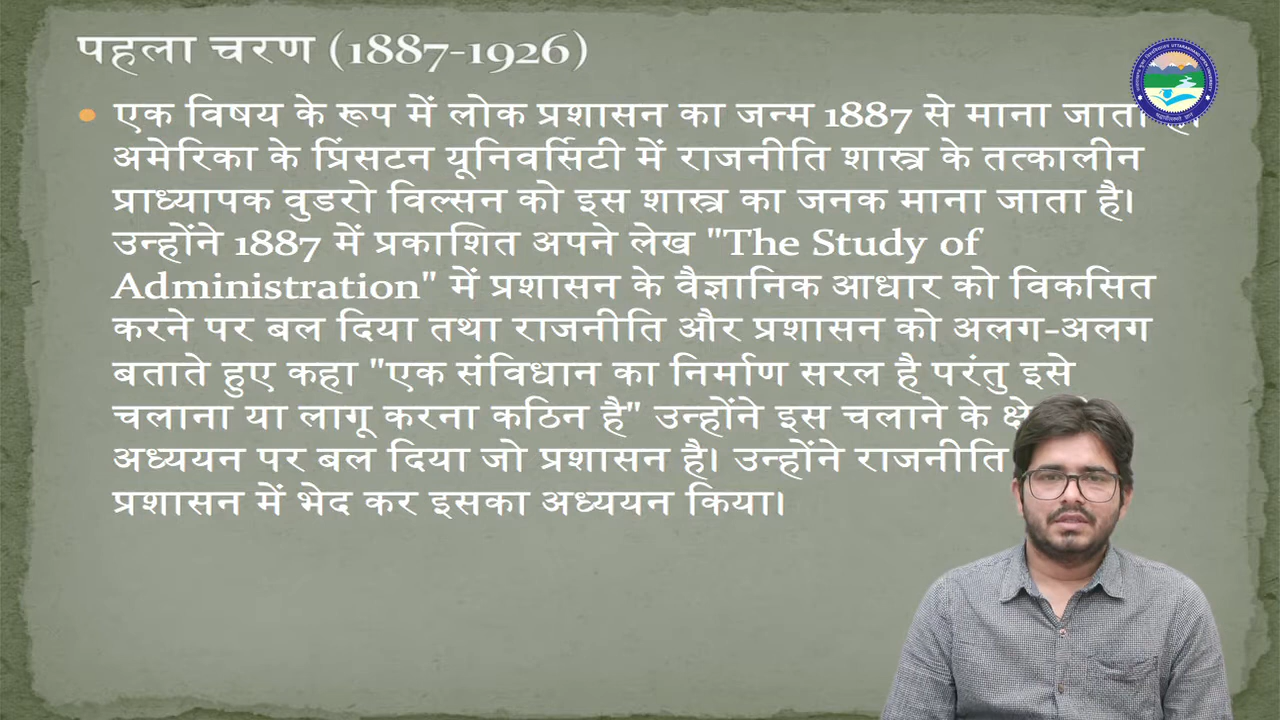 पहला चरण (1887-1926)
एक विषय के रूप में लोक प्रशासन का जन्म 1887 से माना जाता
अमेरिका के प्रिंसटन यूनिवर्सिटी में राजनीति शास्त्र के तत्कालीन
प्राध्यापक वुडरो विल्सन को इस शास्त्र का जनक माना जाता है।
उन्होंने 1887 में प्रकाशित अपने लेख "The Study of
Administration" में प्रशासन के वैज्ञानिक आधार को विकसित
करने पर बल दिया तथा राजनीति और प्रशासन को अलग-अलग
बताते हुए कहा "एक संविधान का निर्माण सरल है परंतु इसे
चलाना या लागू करना कठिन है" उन्होंने इस चलाने के
अध्ययन पर बल दिया जो प्रशासन है। उन्होंने राजनीति
प्रशासन में भेद कर इसका अध्ययन किया।